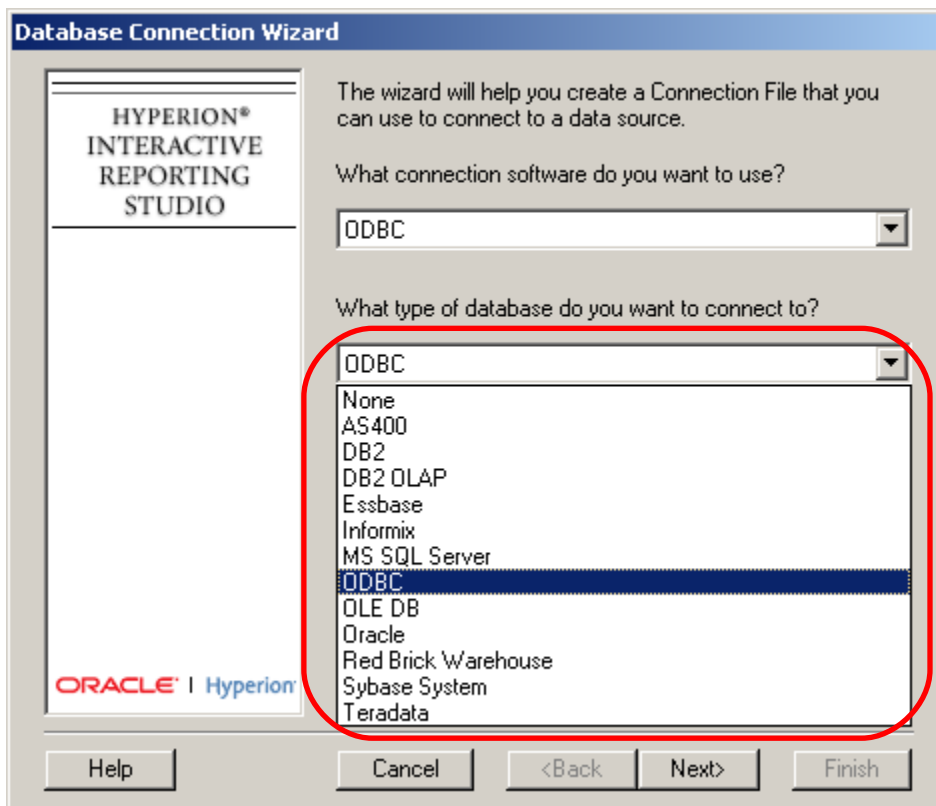 Database Connection Wizard
HYPERION®
INTERACTIVE
REPORTING
STUDIO
ORACLE® | Hyperion
The wizard will help you create a Connection File that you
can use to connect to a data source.
What connection software do you want to use?
ODBC
What type of database do you want to connect to?
ODBC
None
AS400
DB2
DB2 OLAP
Essbase
Informix
MS SQL Server
ODBC
OLE DB
Oracle
Red Brick Warehouse
Sybase System
Teradata
Help Cancel <Back Next> Finish